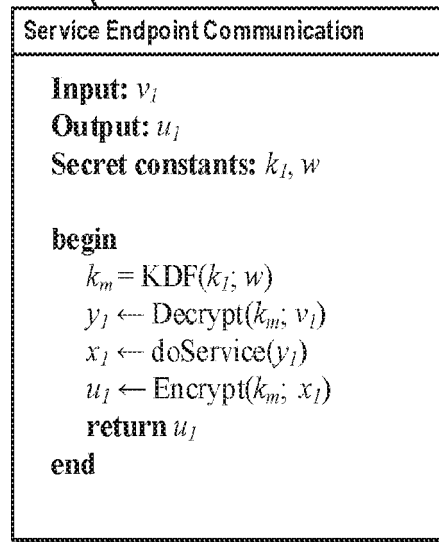 Service Endpoint Communication
Input: v₁
Output: u₁
Secret constants: k₁, w
begin
kₘ = KDF(k₁; w)
y₁ ← Decrypt(kₘ; v₁)
x₁ ← doService(y₁)
u₁ ← Encrypt(kₘ; x₁)
return u₁
end